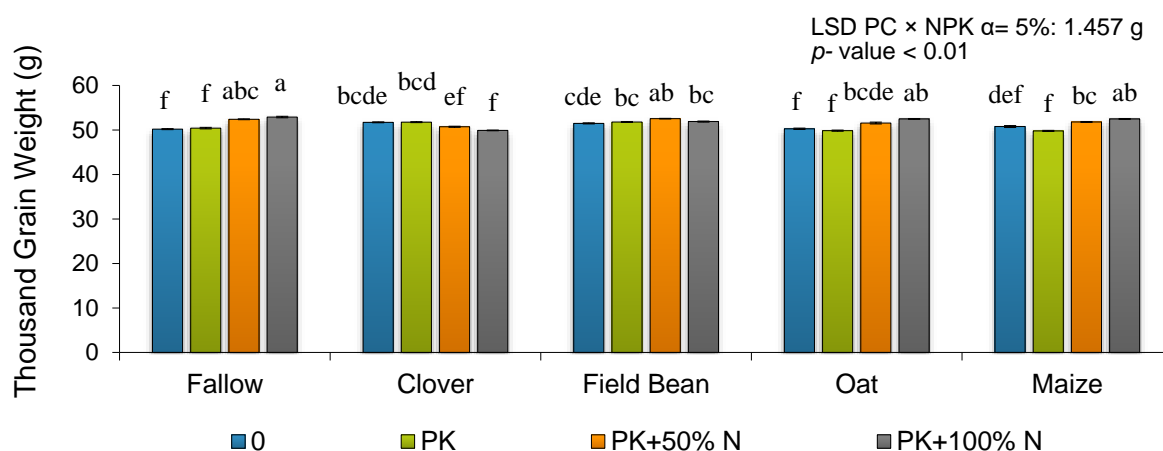 LSD PC × NPK α= 5%: 1.457 g
p- value < 0.01
Thousand Grain Weight (g)
60
50
40
30
20
10
0
f f abc a
bcde bcd ef f
cde bc ab bc
f f bcde ab
def f bc ab
Fallow Clover Field Bean Oat Maize
0 PK PK+50% N PK+100% N